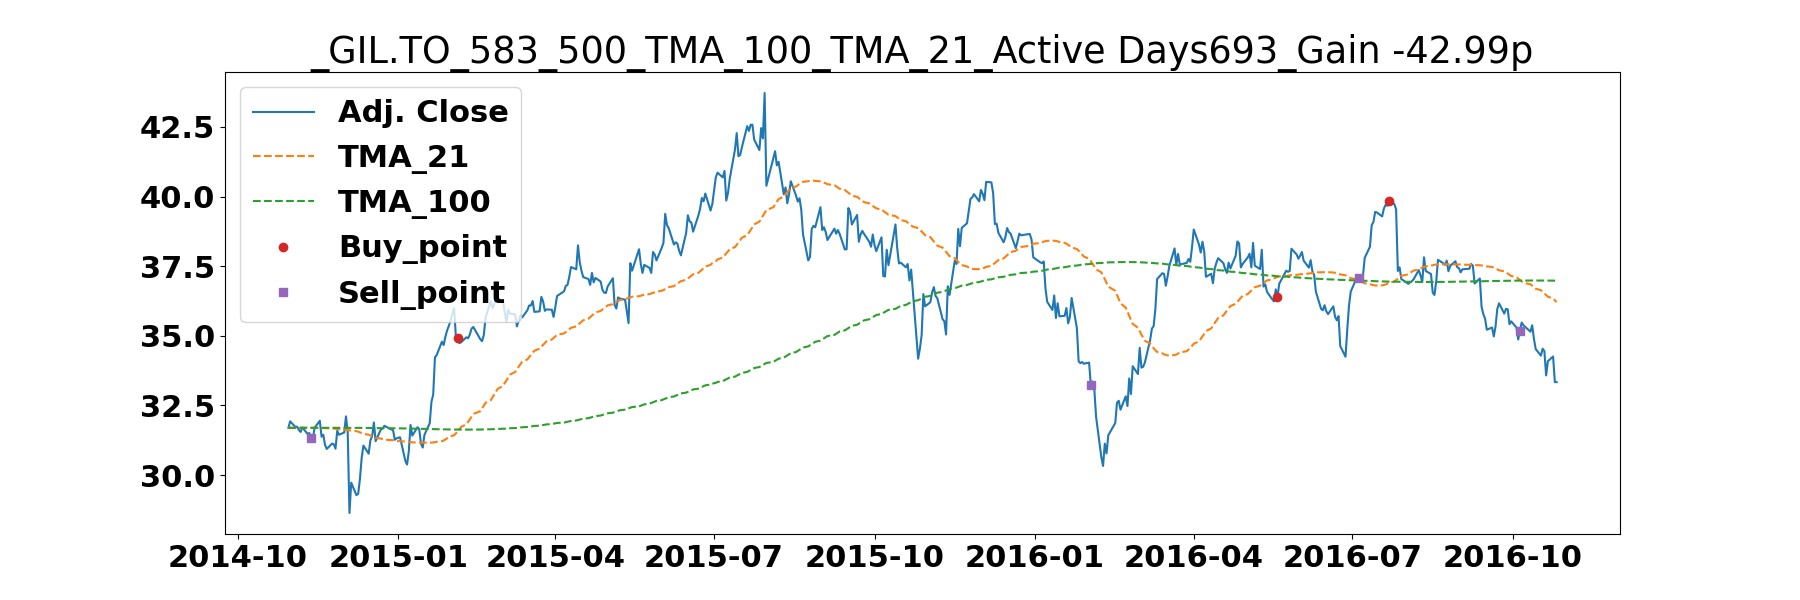 _GIL.TO_583_500_TMA_100_TMA_21_Active Days693_Gain -42.99p
Adj. Close
TMA_21
TMA_100
Buy_point
Sell_point
42.5
40.0
37.5
35.0
32.5
30.0
2014-10 2015-01 2015-04 2015-07 2015-10 2016-01 2016-04 2016-07 2016-10